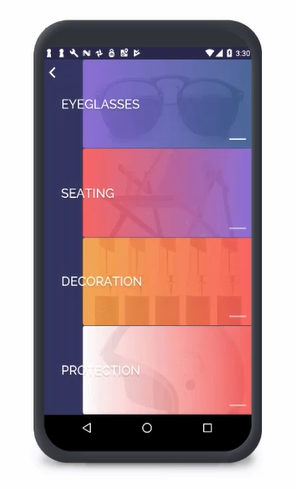 3:30
EYEGLASSES
SEATING
DECORATION
PROTECTION